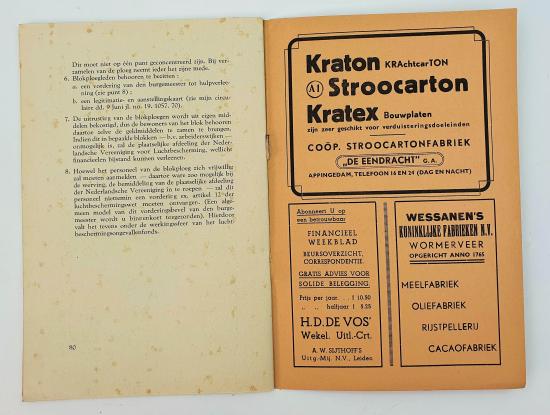 Dit moet niet op één punt geconcentreerd zijn. Bij ver-
zamelen van de ploeg neemt ieder het zijne mede.
6. Blokploegleden behooren te bezitten :
a. een vordering van den burgemeester tot hulpverlee-
ning (zie punt 8) ;
b. een legitimatie- en aanstellingskaart (zie mijn circu-
laire dd. 9 Juni jl. no. 19. 1057. 70).
7. De uitrusting van de blokploegen wordt uit eigen mid-
delen bekostigd, dus de bewoners van het blok behooren
daartoe zelve de geldmiddelen te zamen te brengen.
Indien dit in bepaalde blokken — b.v. arbeiderswijken —
onmogelijk is, zal de plaatselijke afdeeling der Neder-
landsche Vereeniging voor Luchtbescherming, wellicht
financieelen bijstand kunnen verleenen.
8. Hoewel het personeel van de blokploeg zich vrijwillig
zal moeten aanmelden — daartoe ware zoo mogelijk bij
de werving, de bemiddeling van de plaatselijke afdeeling
der Nederlandsche Vereeniging in te roepen — zal dit
personeel niettemin een vordering ex. artikel 12 der
luchtbeschermingswet moeten ontvangen. (Een alge-
meen model van dit vorderingsbevel van den burge-
meester wordt u binnenkort toegezonden). Hierdoor
valt het tevens onder de werkingssfeer van het lucht-
beschermingsongevallenfonds.
80
Kraton KRAchtcarTON
A1 Stroocarton
Kratex Bouwplaten
zijn zeer geschikt voor verduisteringsdoeleinden
COÖP. STROOCARTONFABRIEK
„DE EENDRACHT" G.A.
APPINGEDAM, TELEFOON 16 EN 24 (DAG EN NACHT)
Abonneert U op
een betrouwbaar
FINANCIEEL
WEEKBLAD
BEURSOVERZICHT,
CORRESPONDENTIE.
GRATIS ADVIES VOOR
SOLIDE BELEGGING.
Prijs per jaar . . . f 10.50
„ „ halfjaar f 5.25
H.D. DE VOS'
Wekel. Uitl.-Crt.
A. W. SIJTHOFF'S
Uitg.-Mij. N.V., Leiden
WESSANEN'S
KONINKLIJKE FABRIEKEN N.V.
WORMERVEER
OPGERICHT ANNO 1765
MEELFABRIEK
OLIEFABRIEK
RIJSTPELLERIJ
CACAOFABRIEK